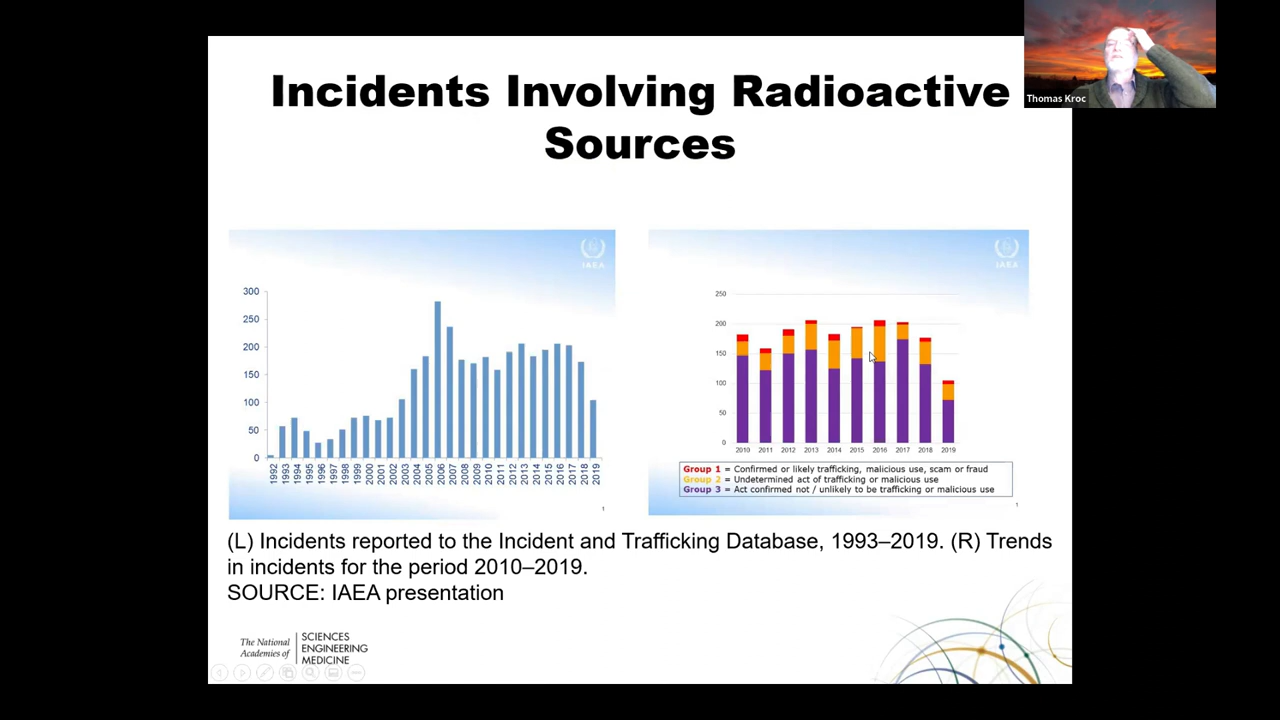 Incidents Involving Radioactive
Sources
Thomas Kroc
IAEA
300
250
200
150
100
50
0
1992
1993
1994
1995
1996
1997
1998
1999
2000
2001
2002
2003
2004
2005
2006
2007
2008
2009
2010
2011
2012
2013
2014
2015
2016
2017
2018
2019
1
IAEA
250
200
150
100
50
0
2010 2011 2012 2013 2014 2015 2016 2017 2018 2019
Group 1 = Confirmed or likely trafficking, malicious use, scam or fraud
Group 2 = Undetermined act of trafficking or malicious use
Group 3 = Act confirmed not / unlikely to be trafficking or malicious use
1
(L) Incidents reported to the Incident and Trafficking Database, 1993–2019. (R) Trends
in incidents for the period 2010–2019.
SOURCE: IAEA presentation
The National
Academies of
SCIENCES
ENGINEERING
MEDICINE